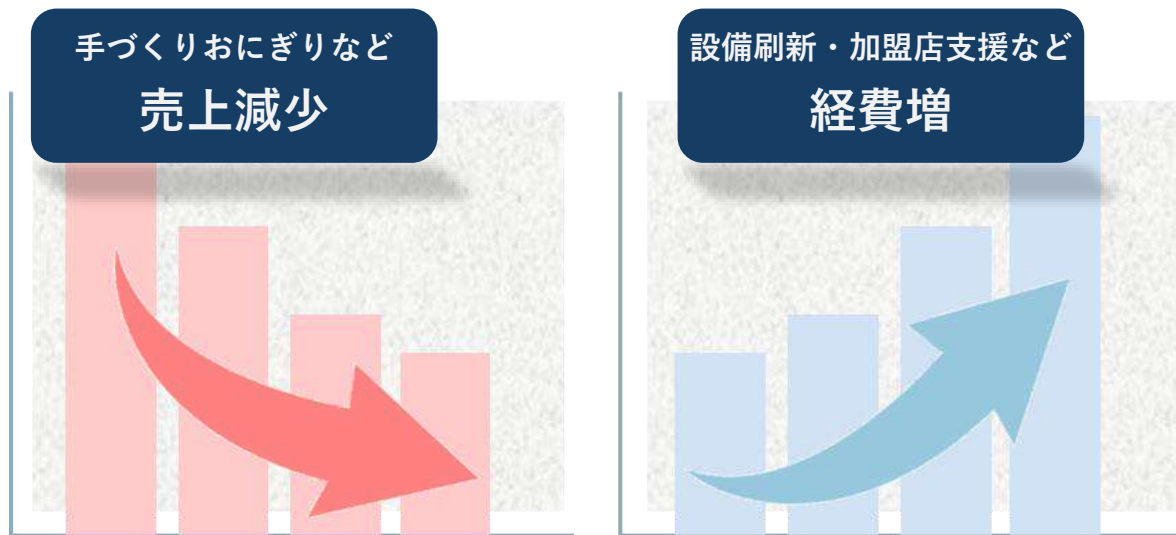 手づくりおにぎりなど
売上減少
設備刷新・加盟店支援など
経費増